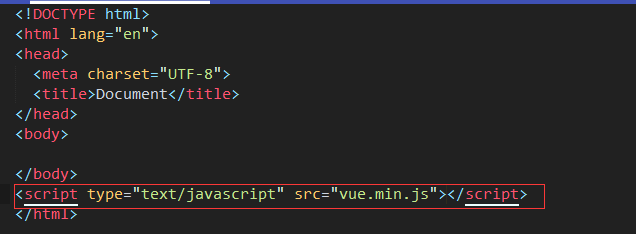 <!DOCTYPE html>
<html lang="en">
<head>
  <meta charset="UTF-8">
  <title>Document</title>
</head>
<body>

</body>
<script type="text/javascript" src="vue.min.js"></script>
</html>